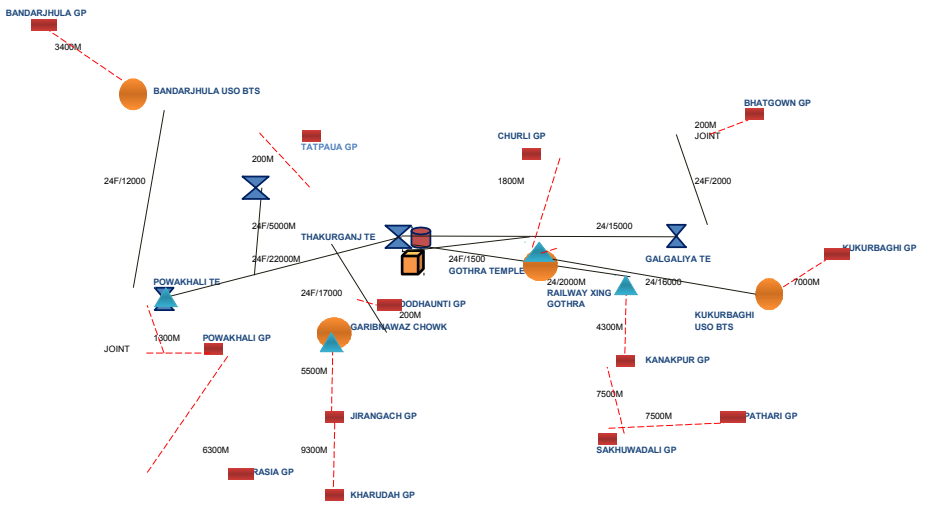 BANDARJHULA GP
3400M
BANDARJHULA USO BTS
BHATGOWN GP
200M
JOINT
CHURLI GP
TATPAUA GP
200M
1800M
24F/12000
24F/2000
24F/5000M
24/15000
THAKURGANJ TE
KUKURBAGHI GP
24F/22000M
24F/1500
GALGALIYA TE
GOTHRA TEMPLE
POWAKHALI TE
24/2000M
24/16000
7000M
24F/17000
RAILWAY XING
GOTHRA
OODHAUNTI GP
200M
KUKURBAGHI
USO BTS
GARIBNAWAZ CHOWK
4300M
1300M
POWAKHALI GP
JOINT
KANAKPUR GP
5500M
7500M
JIRANGACH GP
7500M
PATHARI GP
6300M
9300M
SAKHUWADALI GP
RASIA GP
KHARUDAH GP